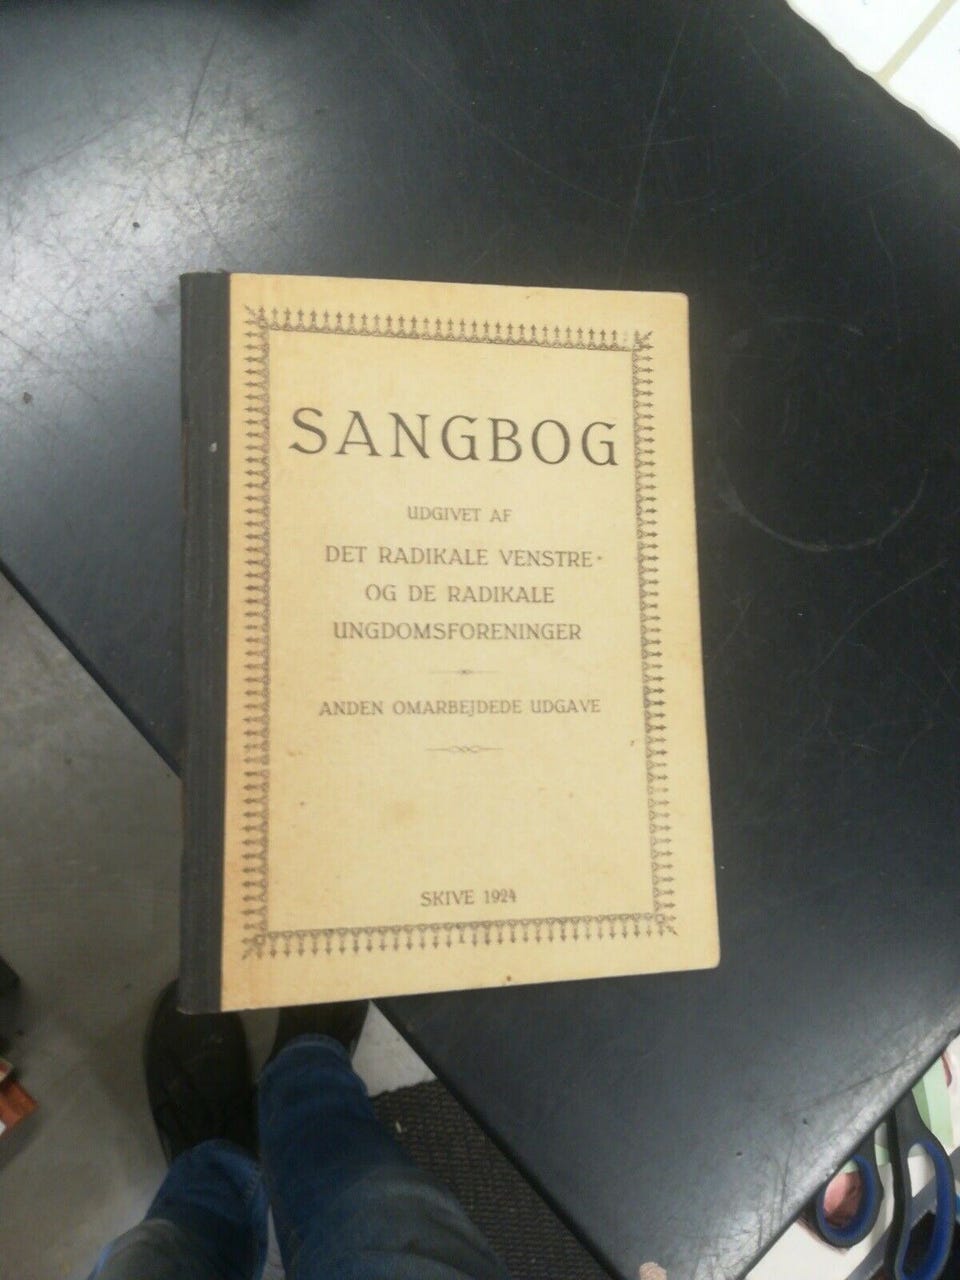 SANGBOG
UDGIVET AF
DET RADIKALE VENSTRE
OG DE RADIKALE
UNGDOMSFORENINGER
ANDEN OMARBEJDEDE UDGAVE
SKIVE 1924